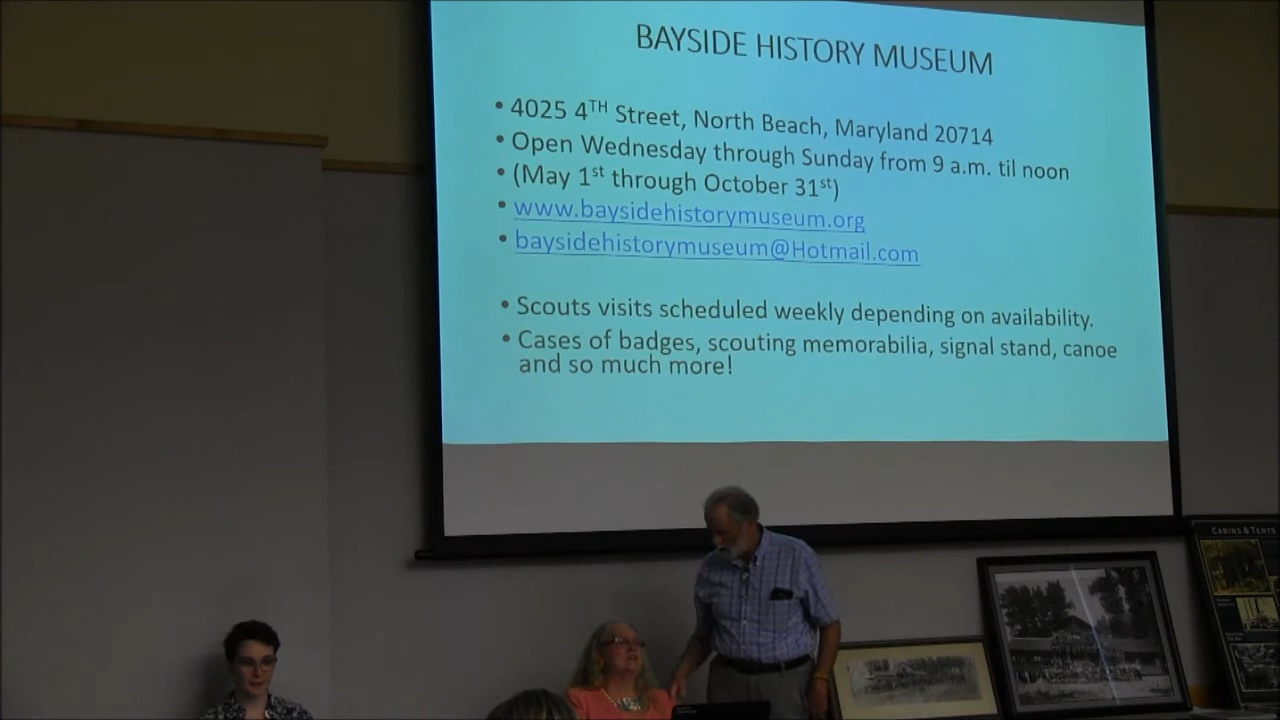 BAYSIDE HISTORY MUSEUM
• 4025 4TH Street, North Beach, Maryland 20714
• Open Wednesday through Sunday from 9 a.m. til noon
• (May 1st through October 31st)
• www.baysidehistorymuseum.org
• baysidehistorymuseum@Hotmail.com
• Scouts visits scheduled weekly depending on availability.
• Cases of badges, scouting memorabilia, signal stand, canoe
and so much more!
CABINS & TENTS